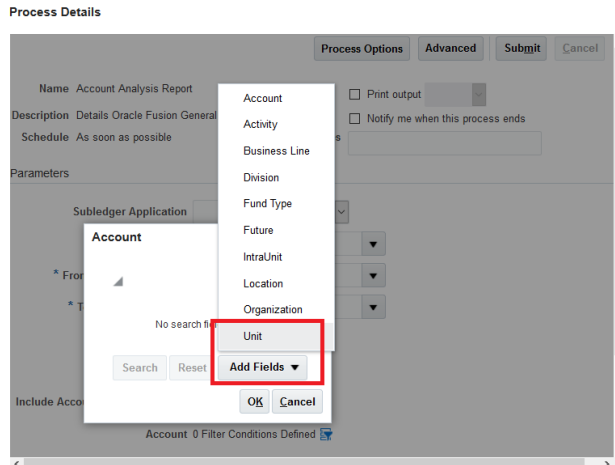 Process Details
Process Options Advanced Submit Cancel
Name Account Analysis Report
Print output
Description Details Oracle Fusion General
Notify me when this process ends
Schedule As soon as possible
Parameters
Subledger Application
Account
No search
Search Reset Add Fields
OK Cancel
Account
Activity
Business Line
Division
Fund Type
Future
IntraUnit
Location
Organization
Unit
Account 0 Filter Conditions Defined